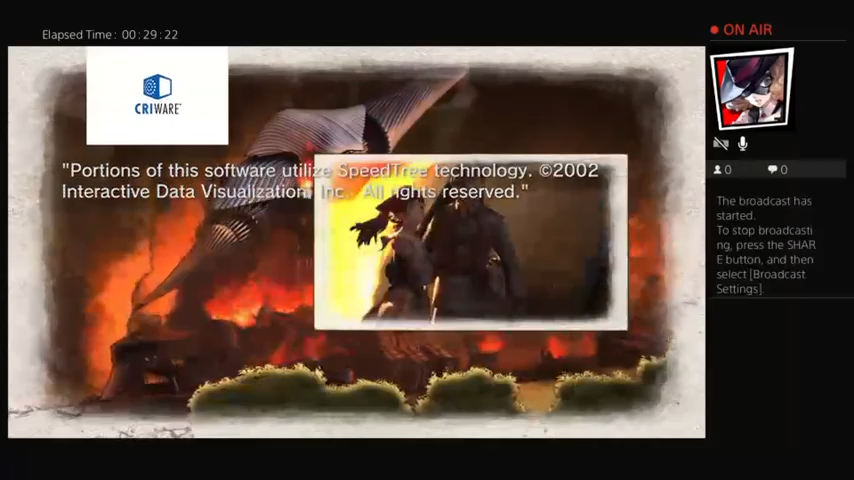 Elapsed Time: 00:29:22
ON AIR
CRIWARE
"Portions of this software utilize SpeedTree technology. ©2002
Interactive Data Visualization, Inc. All rights reserved."
0
0
The broadcast has
started.
To stop broadcasti
ng, press the SHAR
E button, and then
select [Broadcast
Settings].